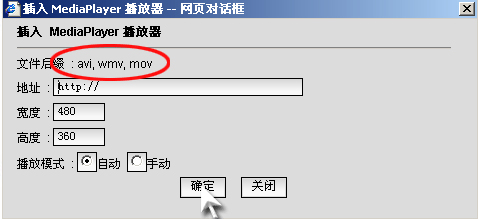 插入 MediaPlayer 播放器 -- 网页对话框
插入 MediaPlayer 播放器
文件后缀 : avi, wmv, mov
地址 : http://
宽度 : 480
高度 : 360
播放模式 : 自动 手动
确定 关闭